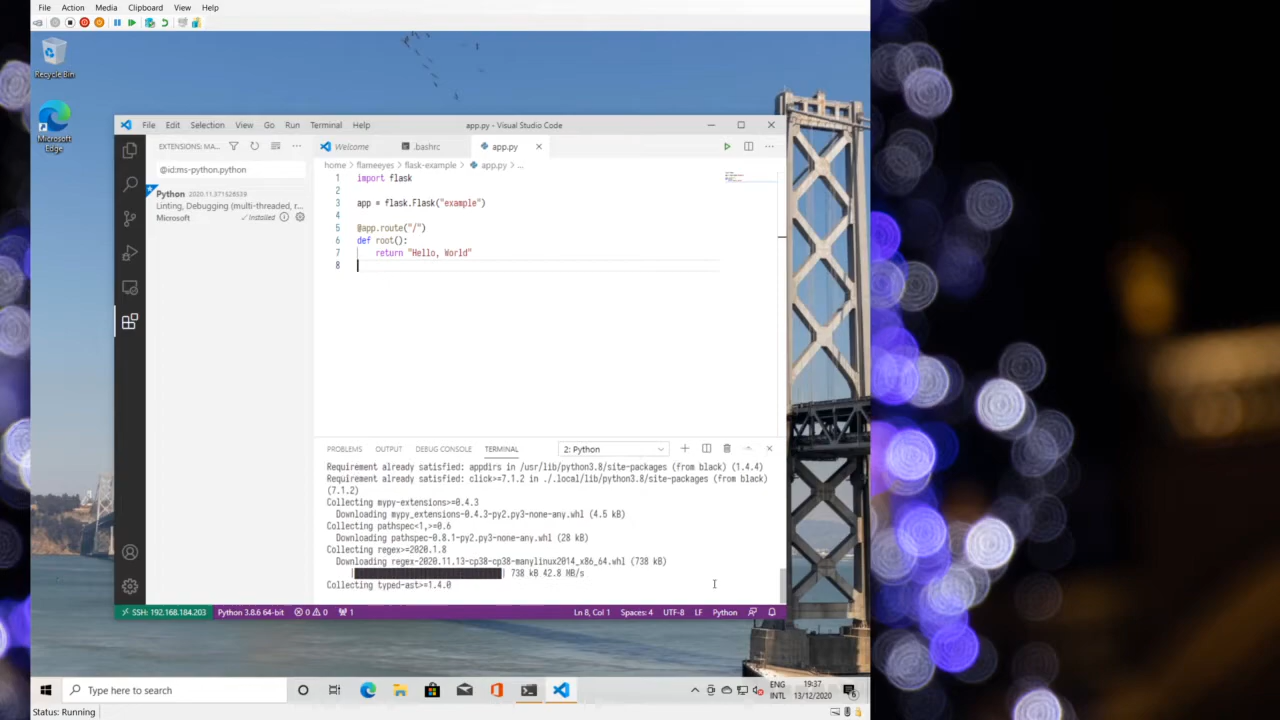 File Action Media Clipboard View Help
Recycle Bin
Microsoft
Edge
File Edit Selection View Go Run Terminal Help
app.py - Visual Studio Code
EXTENSIONS: MA...
Welcome .bashrc app.py
@id:ms-python.python
home > flameeyes > flask-example > app.py > ...
Python
Linting, Debugging (multi-threaded, r...
Microsoft Installed
1 import flask
2
3 app = flask.Flask("example")
4
5 @app.route("/")
6 def root():
7 return "Hello, World"
8
PROBLEMS OUTPUT DEBUG CONSOLE TERMINAL 2: Python
Requirement already satisfied: appdirs in /usr/lib/python3.8/site-packages (from black) (1.4.4)
Requirement already satisfied: click>=7.1.2 in ./.local/lib/python3.8/site-packages (from black)
(7.1.2)
Collecting mypy-extensions>=0.4.3
Downloading mypy_extensions-0.4.3-py2.py3-none-any.whl (4.5 kB)
Collecting pathspec<1,>=0.6
Downloading pathspec-0.8.1-py2.py3-none-any.whl (28 kB)
Collecting regex>=2020.1.8
Downloading regex-2020.11.13-cp38-cp38-manylinux2014_x86_64.whl (738 kB)
| | 738 kB 42.8 MB/s
Collecting typed-ast>=1.4.0
SSH: 192.168.184.203 Python 3.8.6 64-bit 0 0 1 Ln 8, Col 1 Spaces: 4 UTF-8 LF Python
Type here to search
ENG
INTL
19:37
13/12/2020
6
Status: Running